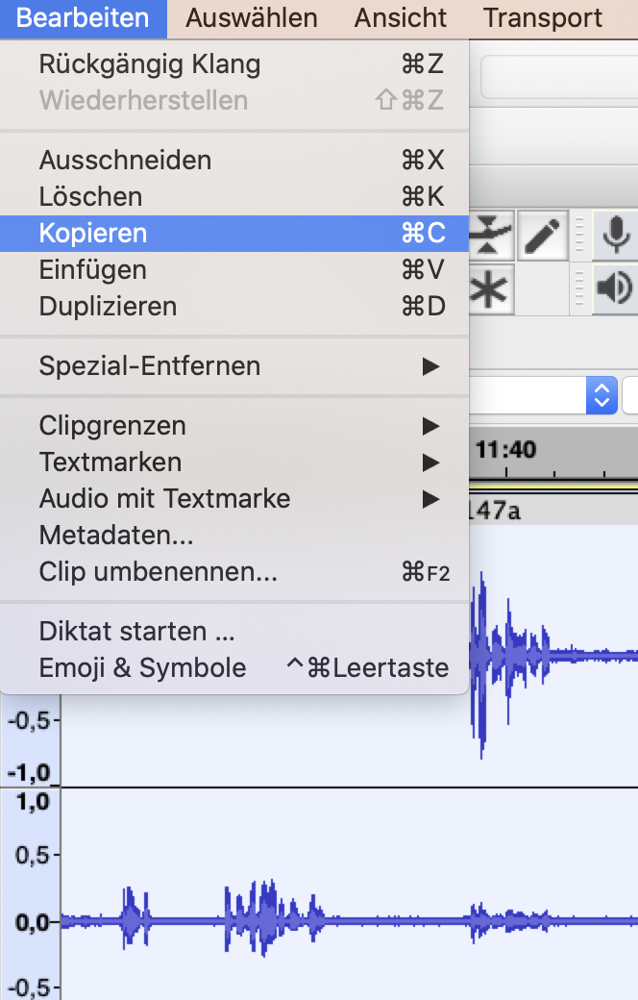 Bearbeiten Auswählen Ansicht Transport
Rückgängig Klang ⌘Z
Wiederherstellen ⇧⌘Z
Ausschneiden ⌘X
Löschen ⌘K
Kopieren ⌘C
Einfügen ⌘V
Duplizieren ⌘D
Spezial-Entfernen ▶
Clipgrenzen ▶
Textmarken ▶
Audio mit Textmarke ▶
Metadaten...
Clip umbenennen... ⌘F2
Diktat starten ...
Emoji & Symbole ^⌘Leertaste
11:40
147a
-0,5
-1,0
1,0
0,5
0,0
-0,5